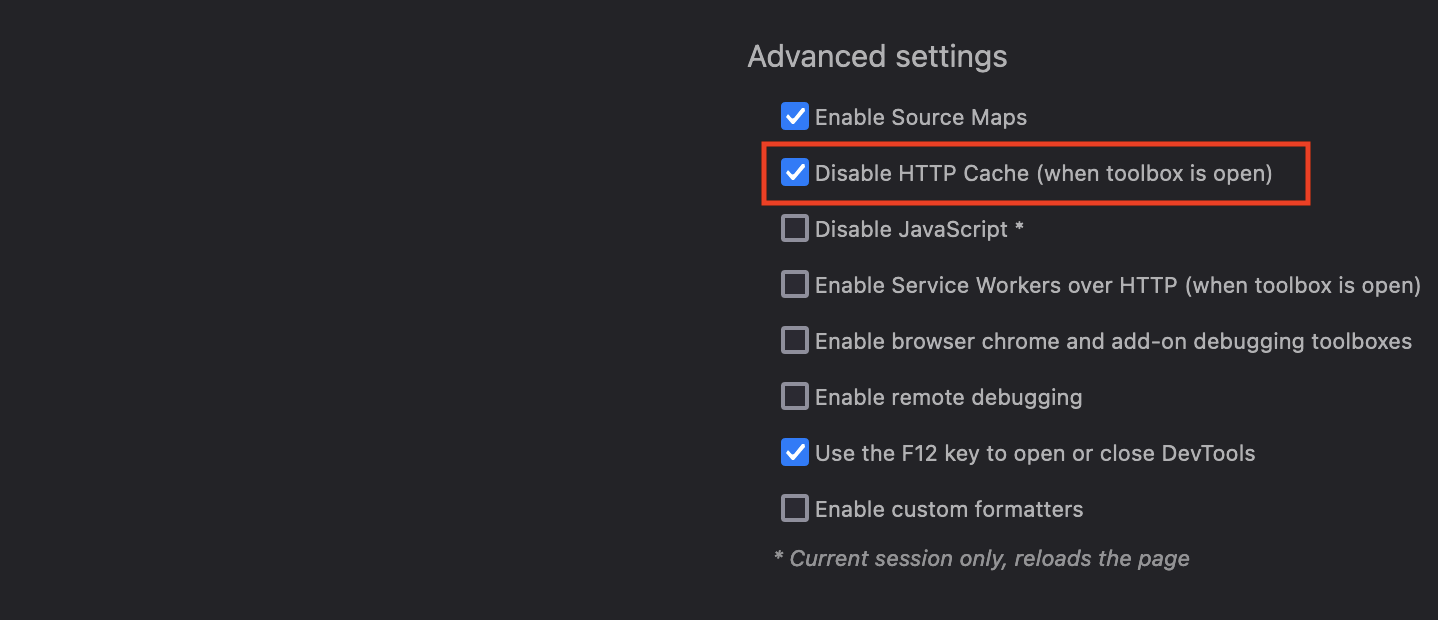 Advanced settings
Enable Source Maps
Disable HTTP Cache (when toolbox is open)
Disable JavaScript *
Enable Service Workers over HTTP (when toolbox is open)
Enable browser chrome and add-on debugging toolboxes
Enable remote debugging
Use the F12 key to open or close DevTools
Enable custom formatters
* Current session only, reloads the page